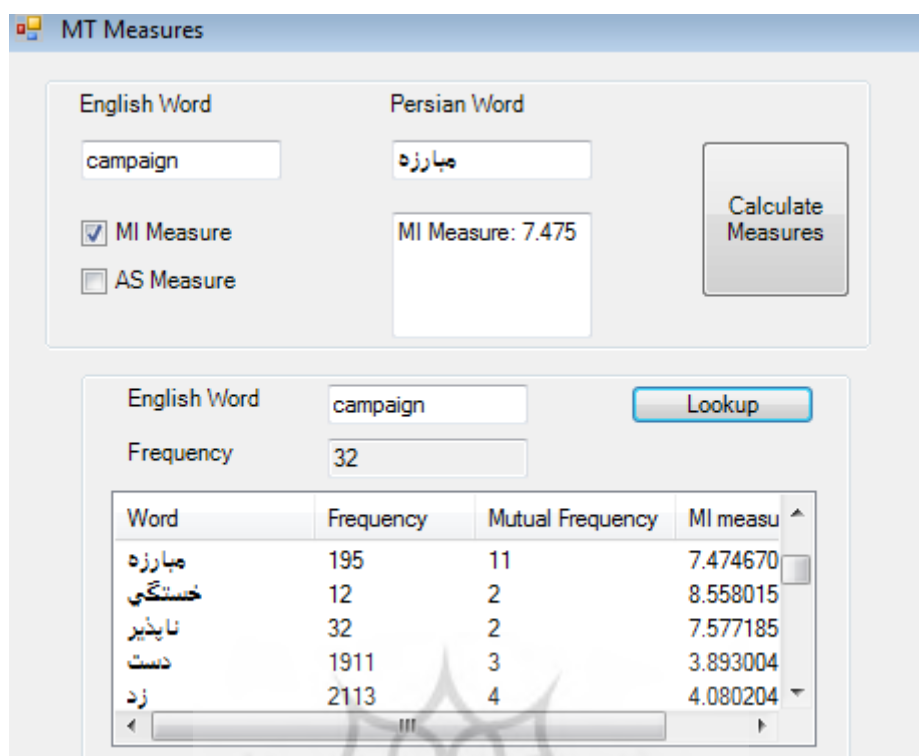 MT Measures
English Word Persian Word
campaign مبارزه
MI Measure MI Measure: 7.475
AS Measure
Calculate
Measures
English Word campaign Lookup
Frequency 32
Word Frequency Mutual Frequency MI measu
مبارزه 195 11 7.474670
خستگی 12 2 8.558015
ناپذیر 32 2 7.577185
دست 1911 3 3.893004
زد 2113 4 4.080204